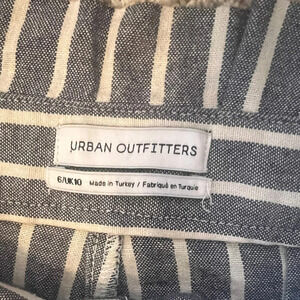 URBAN OUTFITTERS
6/UK10 Made in Turkey / Fabriqué en Turquie